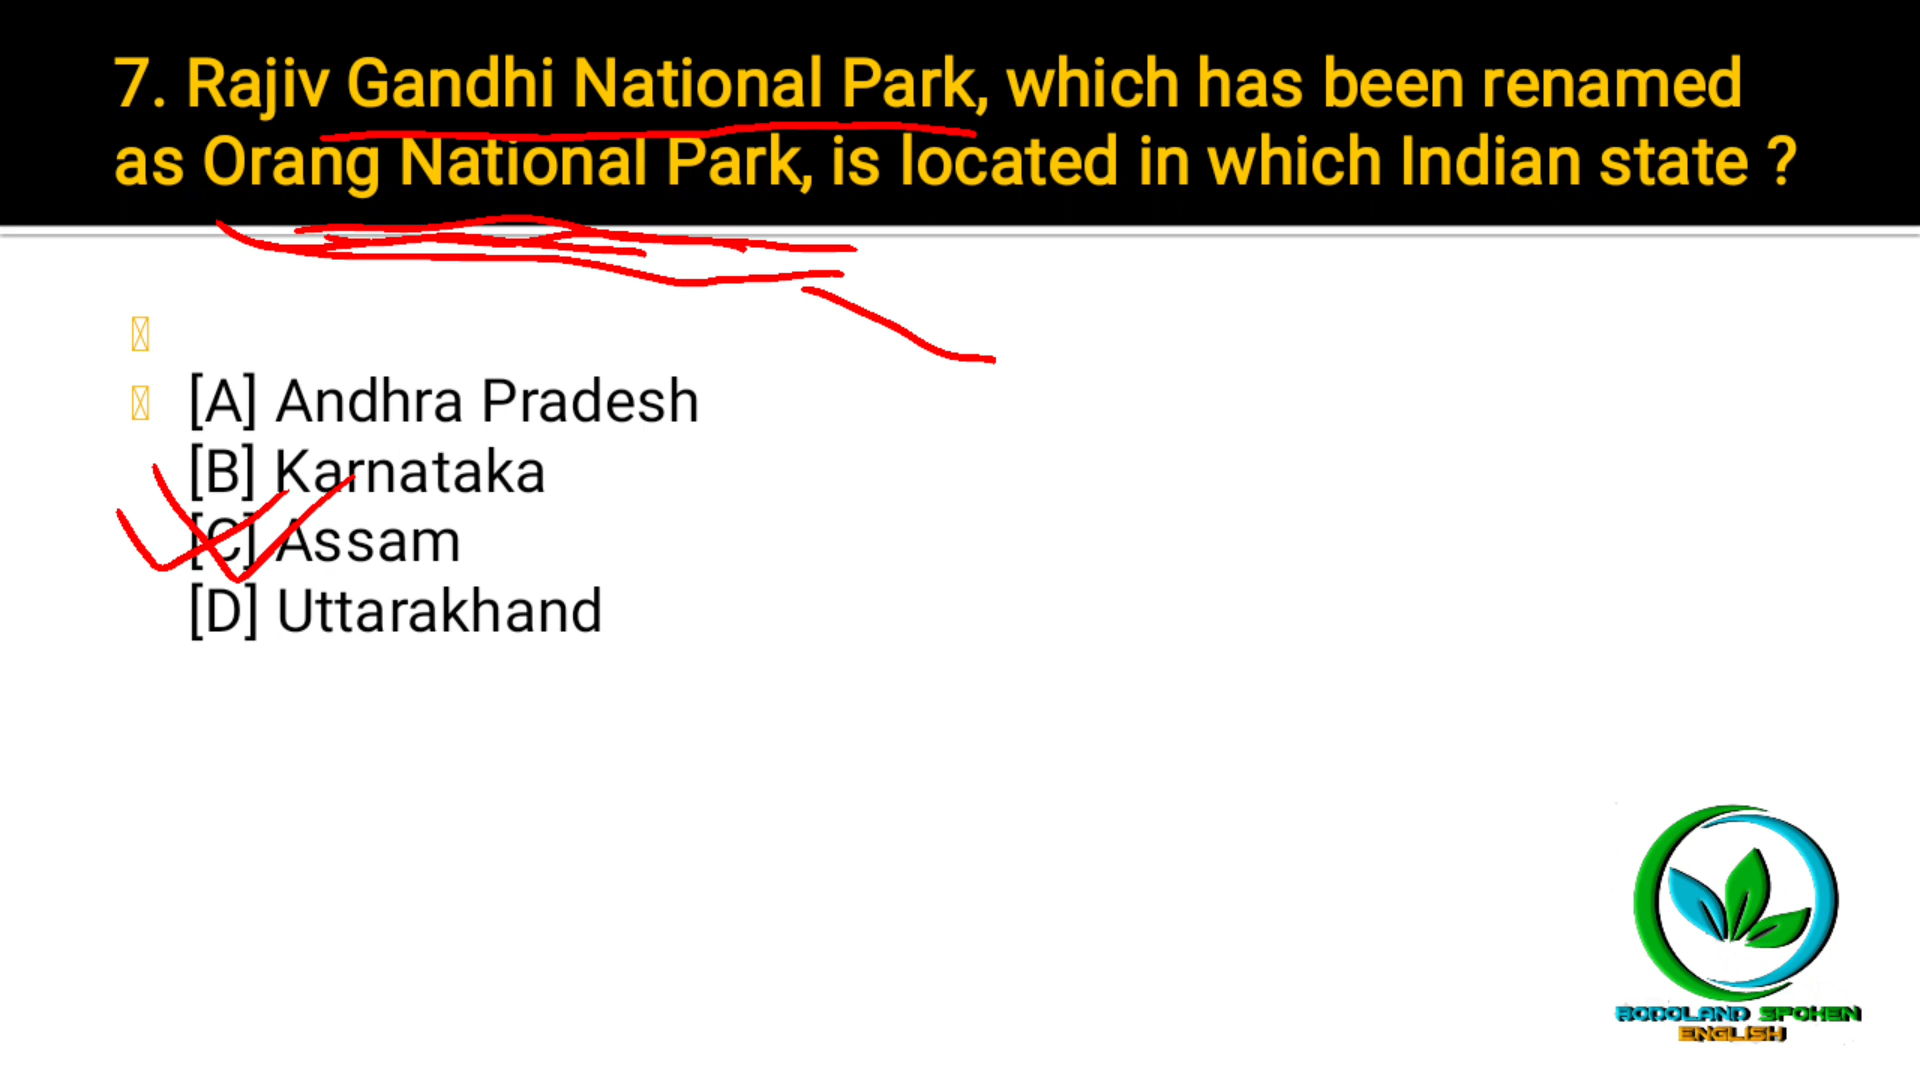 7. Rajiv Gandhi National Park, which has been renamed
as Orang National Park, is located in which Indian state ?
[A] Andhra Pradesh
[B] Karnataka
[C] Assam
[D] Uttarakhand
BODOLAND SPOKEN
ENGLISH